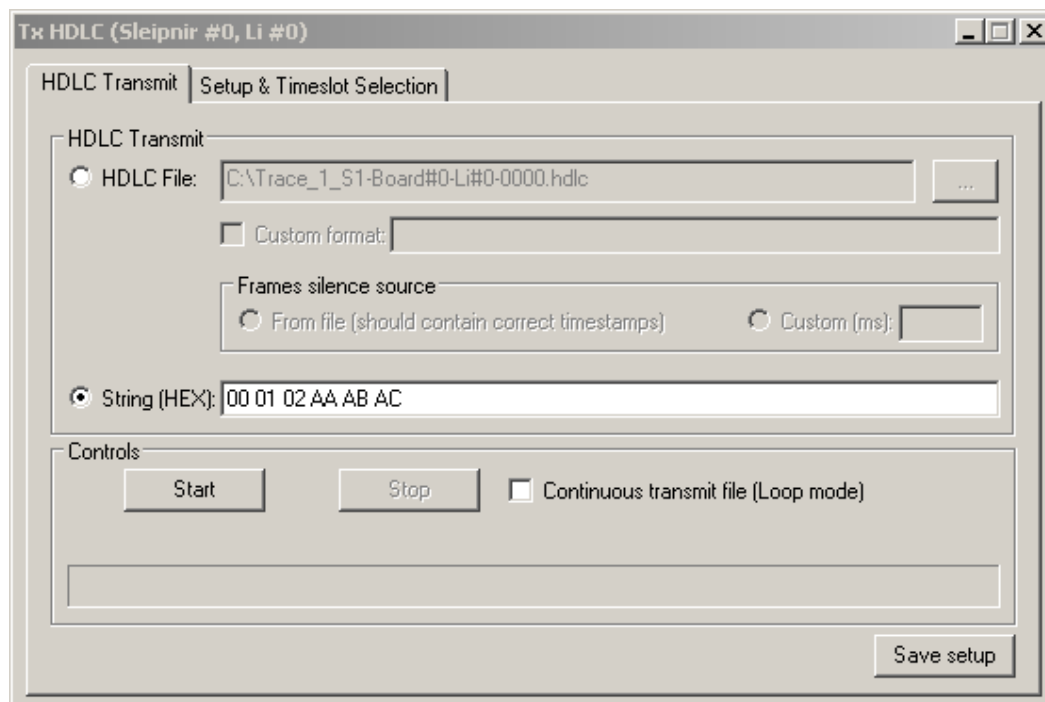 Tx HDLC (Sleipnir #0, Li #0)
HDLC Transmit Setup & Timeslot Selection
HDLC Transmit
HDLC File: C:\Trace_1_S1-Board#0-Li#0-0000.hdlc ...
Custom format:
Frames silence source
From file (should contain correct timestamps) Custom (ms):
String (HEX): 00 01 02 AA AB AC
Controls
Start Stop Continuous transmit file (Loop mode)
Save setup